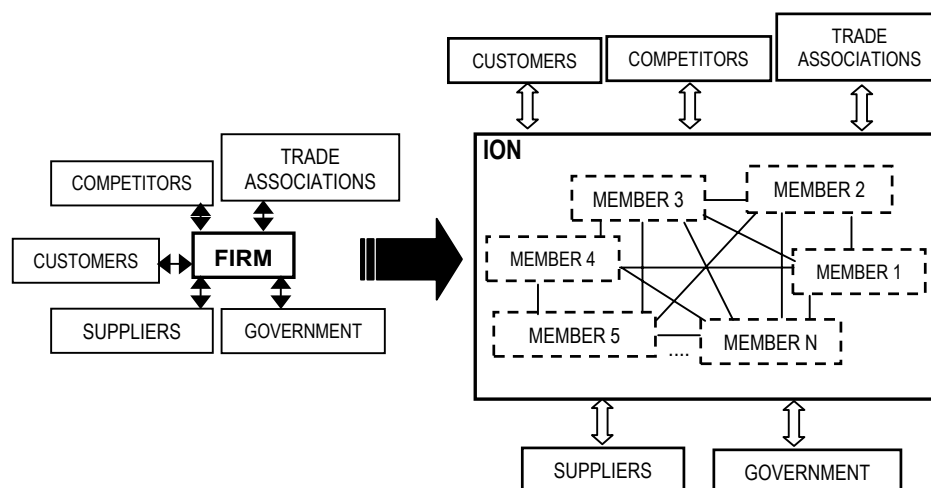 COMPETITORS
TRADE
ASSOCIATIONS
CUSTOMERS
FIRM
SUPPLIERS
GOVERNMENT
CUSTOMERS
COMPETITORS
TRADE
ASSOCIATIONS
ION
MEMBER 3
MEMBER 2
MEMBER 4
MEMBER 1
MEMBER 5
....
MEMBER N
SUPPLIERS
GOVERNMENT